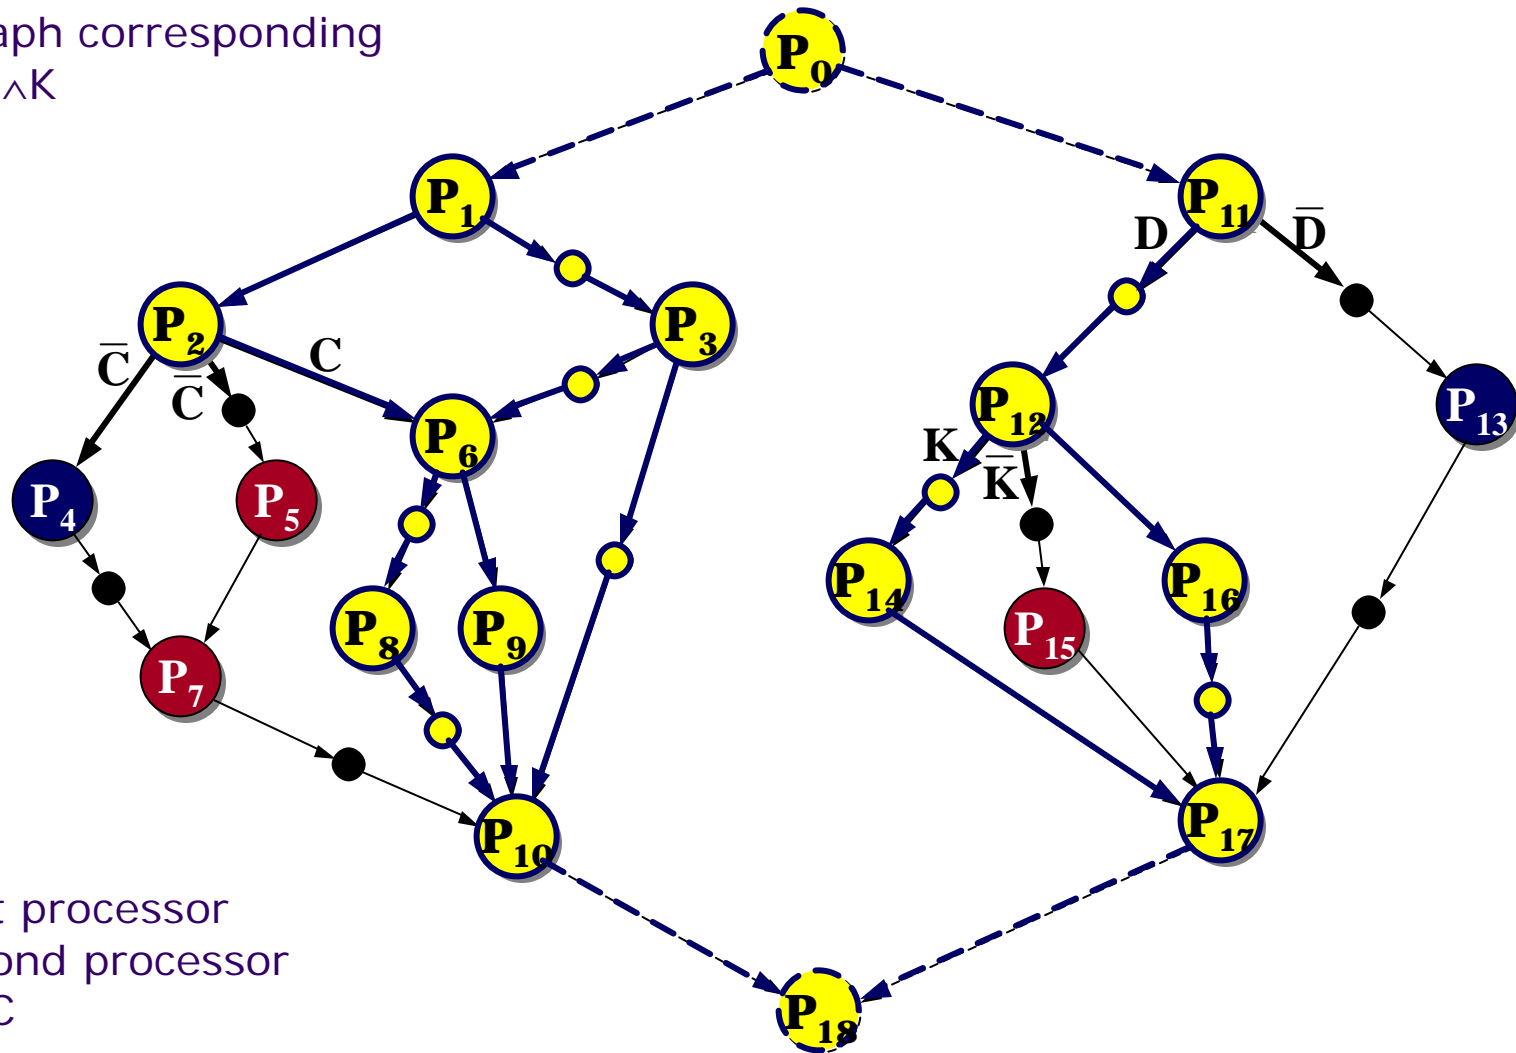 aph corresponding
∧K
P0
P1
P11
D
D̅
P2
C
P3
C̅
C̅
P12
P13
P6
K
K̅
P4
P5
P14
P16
P8
P9
P15
P7
P10
P17
t processor
ond processor
C
P18